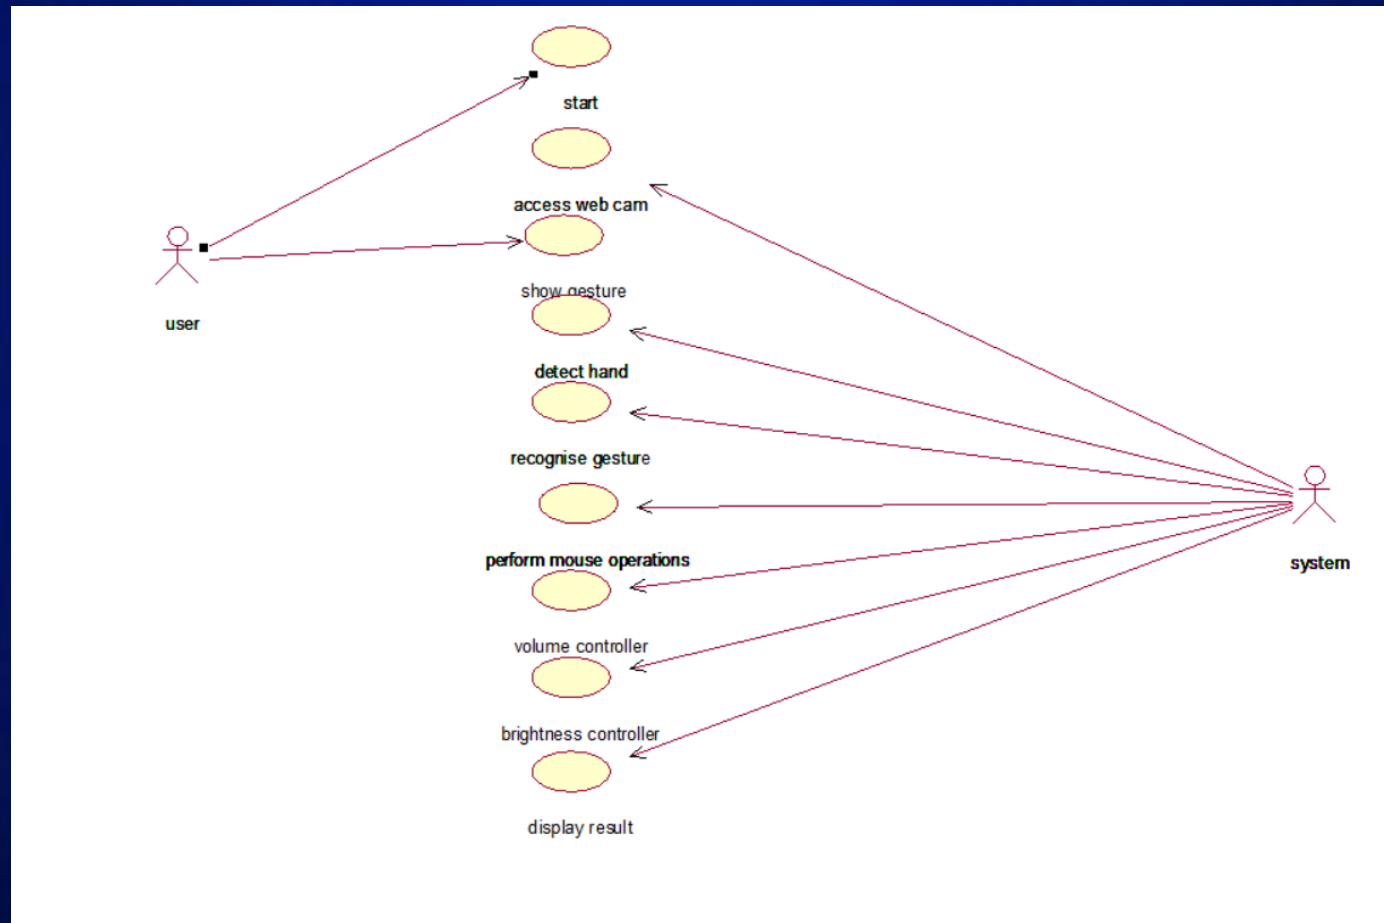 start
access web cam
show gesture
user
detect hand
recognise gesture
perform mouse operations
system
volume controller
brightness controller
display result